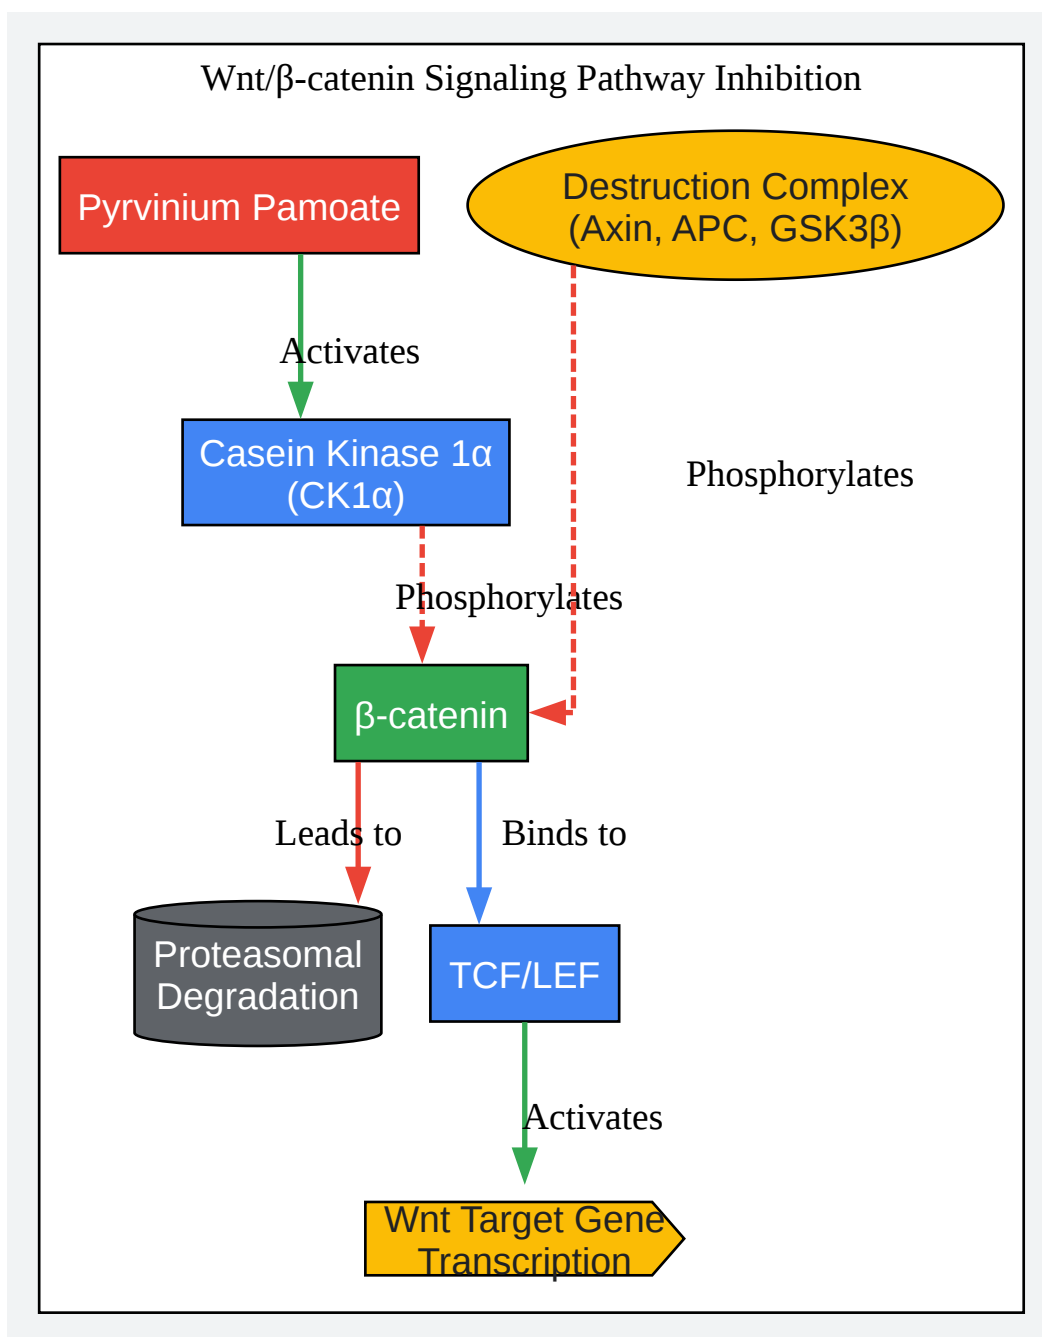 Wnt/β-catenin Signaling Pathway Inhibition
Pyrvinium Pamoate
Destruction Complex
(Axin, APC, GSK3β)
Activates
Casein Kinase 1α
(CK1α)
Phosphorylates
Phosphorylates
β-catenin
Leads to
Binds to
Proteasomal
Degradation
TCF/LEF
Activates
Wnt Target Gene
Transcription